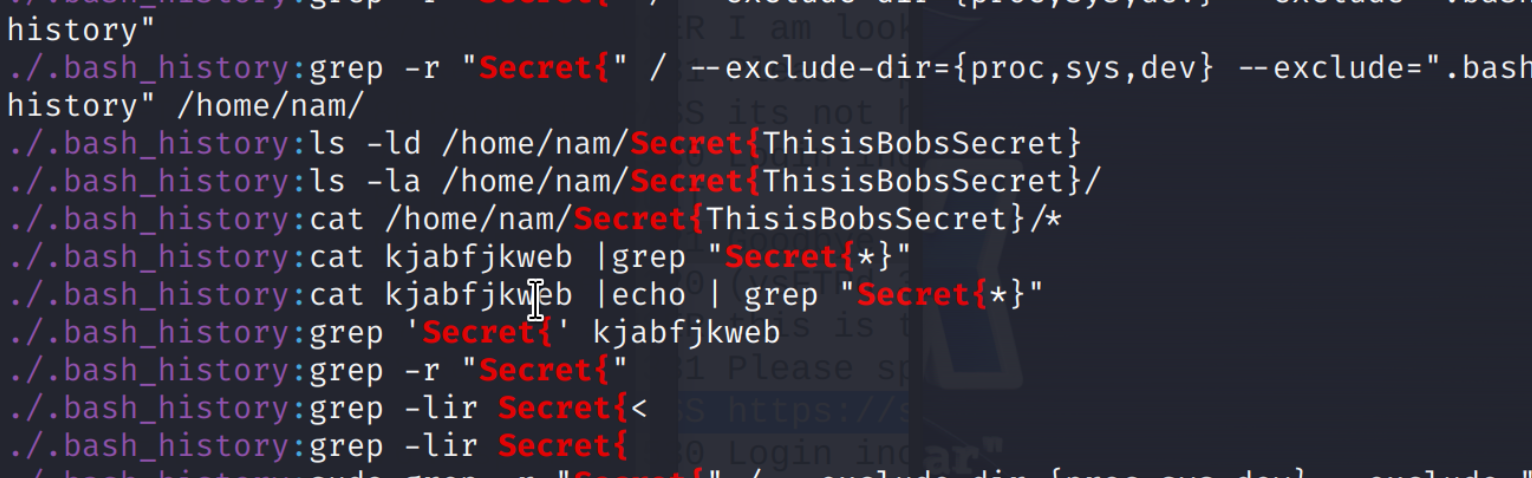 history"
./.bash_history:grep -r "Secret{" / --exclude-dir={proc,sys,dev} --exclude=".bash
history" /home/nam/
./.bash_history:ls -ld /home/nam/Secret{ThisisBobsSecret}
./.bash_history:ls -la /home/nam/Secret{ThisisBobsSecret}/
./.bash_history:cat /home/nam/Secret{ThisisBobsSecret}/*
./.bash_history:cat kjabfjkweb |grep "Secret{*}"
./.bash_history:cat kjabfjkweb |echo | grep "Secret{*}"
./.bash_history:grep 'Secret{' kjabfjkweb
./.bash_history:grep -r "Secret{"
./.bash_history:grep -lir Secret{<
./.bash_history:grep -lir Secret{